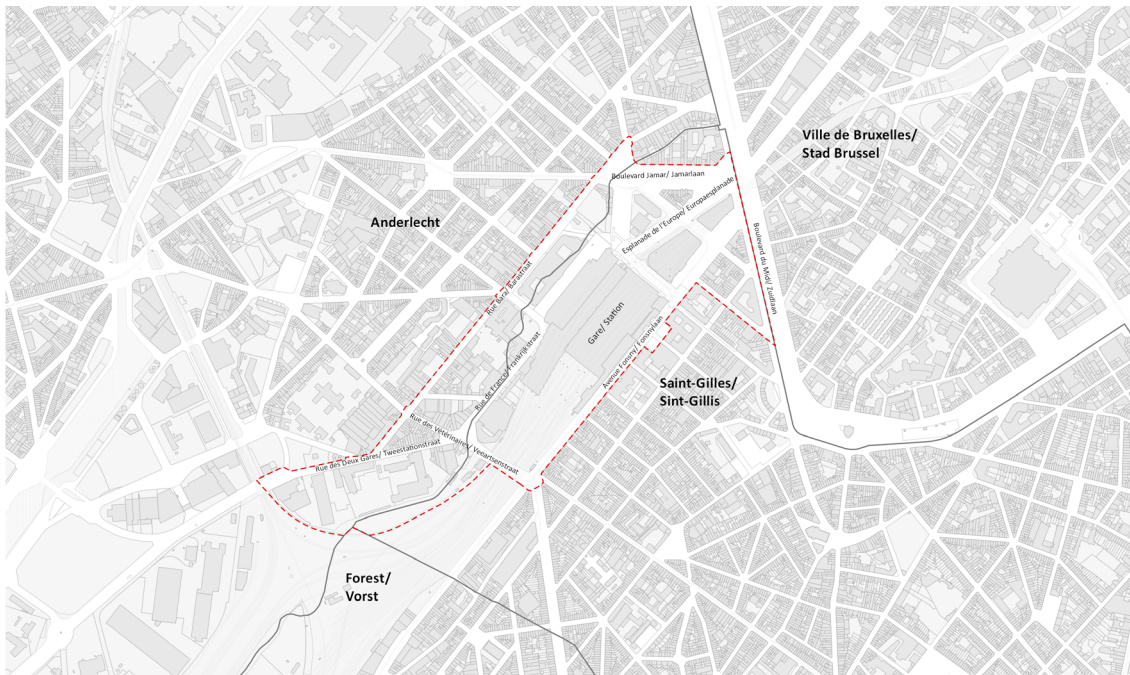 Ville de Bruxelles/
Stad Brussel
Boulevard Jamar/ Jamarlaan
Esplanade de l'Europe/ Europaesplanade
Anderlecht
Boulevard du Midi/ Zuidlaan
Rue Bara/ Barastraat
Gare/ Station
Rue de France/ Frankrijkstraat
Avenue Fonsny/ Fonsnylaan
Saint-Gilles/
Sint-Gillis
Rue des Vétérinaires/ Veeartsenstraat
Rue des Deux Gares/ Tweestationstraat
Forest/
Vorst